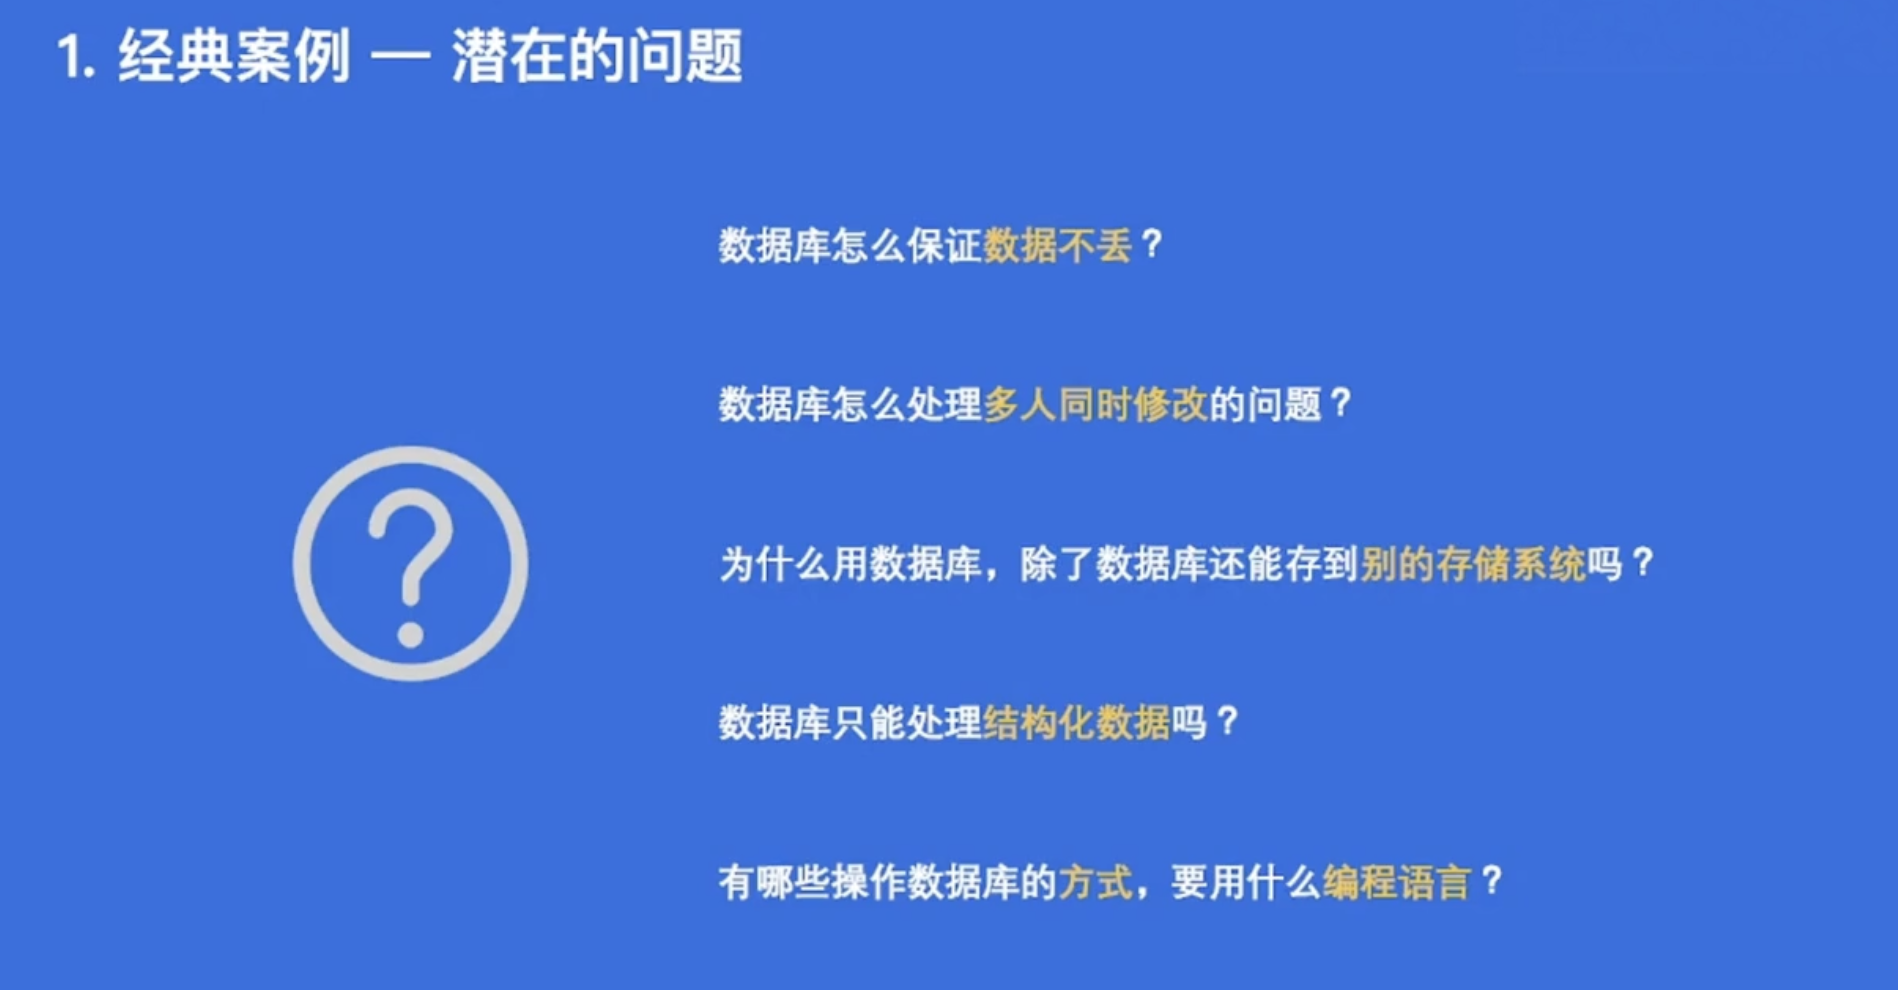 1. 经典案例 — 潜在的问题
数据库怎么保证数据不丢？
数据库怎么处理多人同时修改的问题？
为什么用数据库，除了数据库还能存到别的存储系统吗？
数据库只能处理结构化数据吗？
有哪些操作数据库的方式，要用什么编程语言？